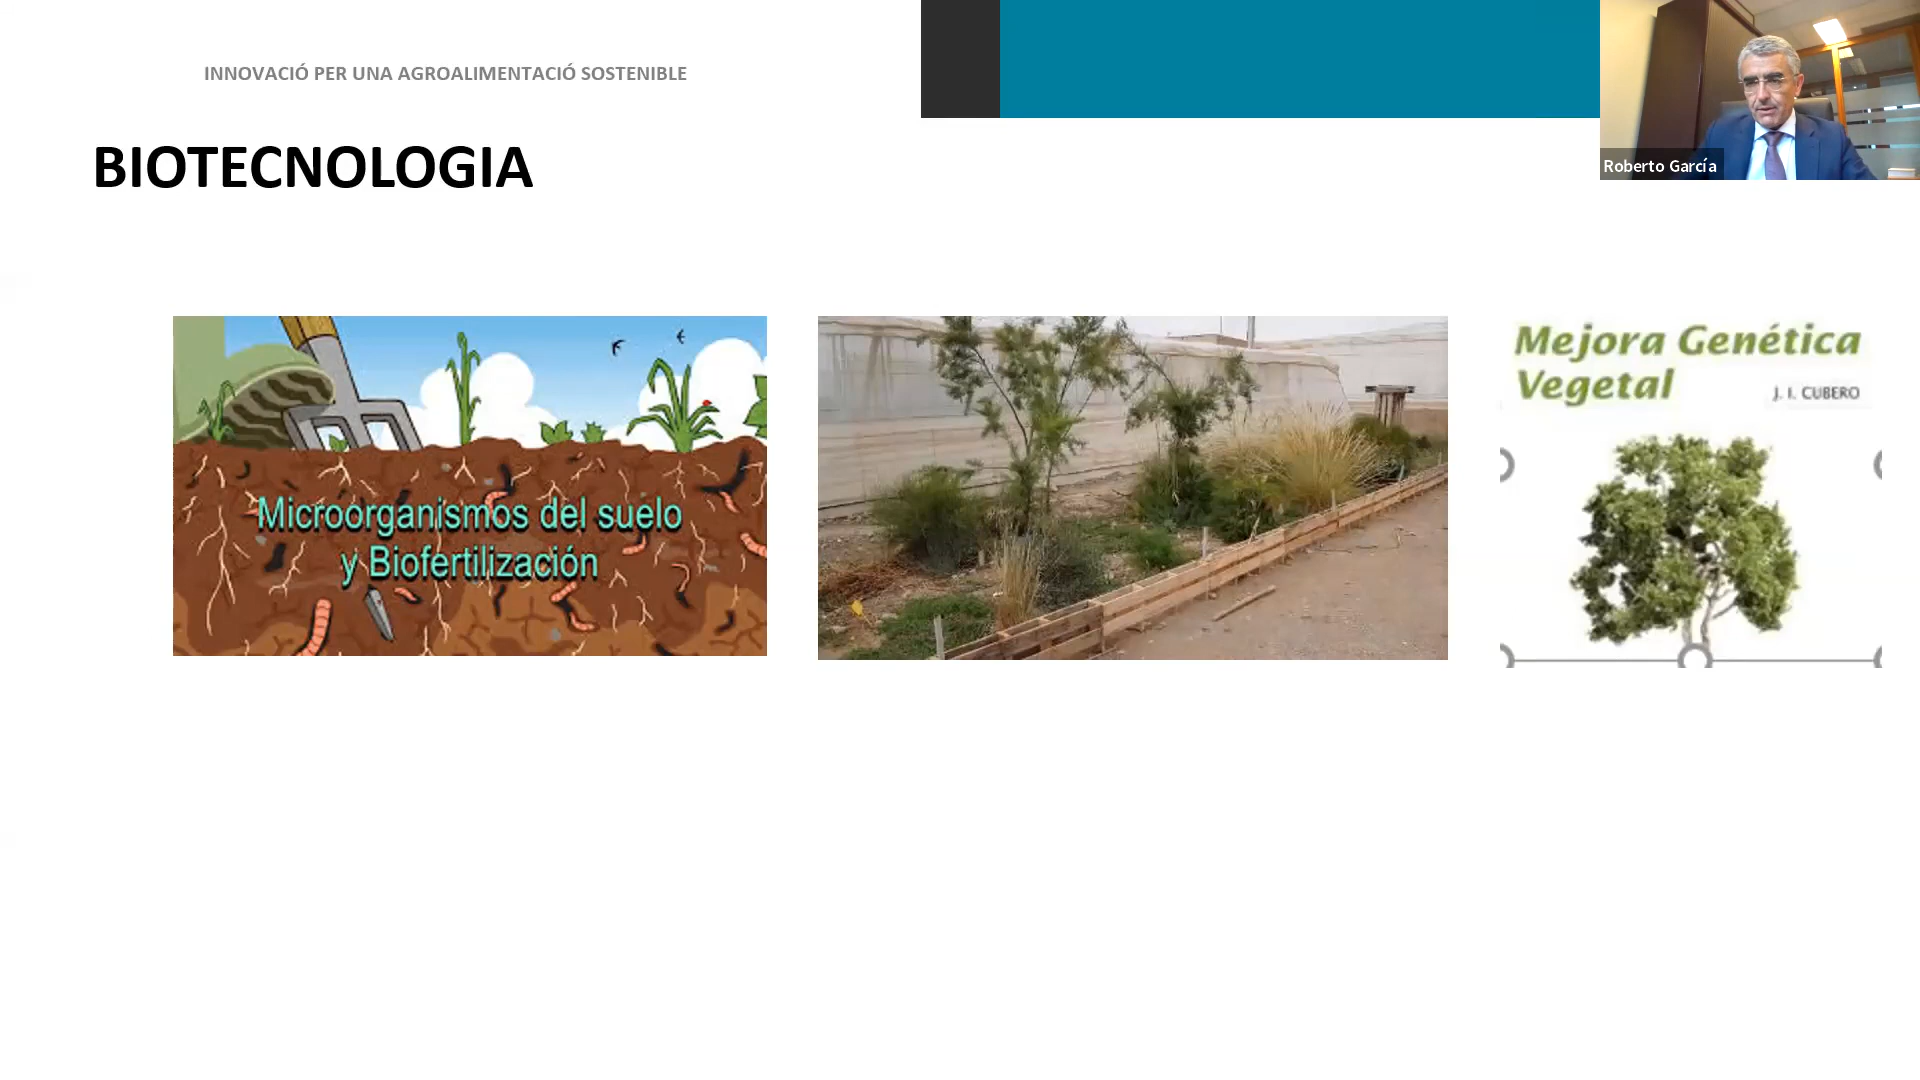 INNOVACIÓ PER UNA AGROALIMENTACIÓ SOSTENIBLE
Roberto García
BIOTECNOLOGIA
Microorganismos del suelo
y Biofertilización
Mejora Genética
Vegetal
J. I. CUBERO